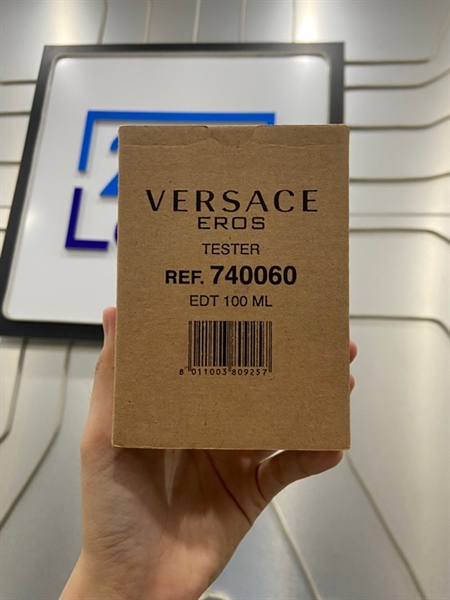 VERSACE
EROS
TESTER
REF. 740060
EDT 100 ML
8 011003 809257